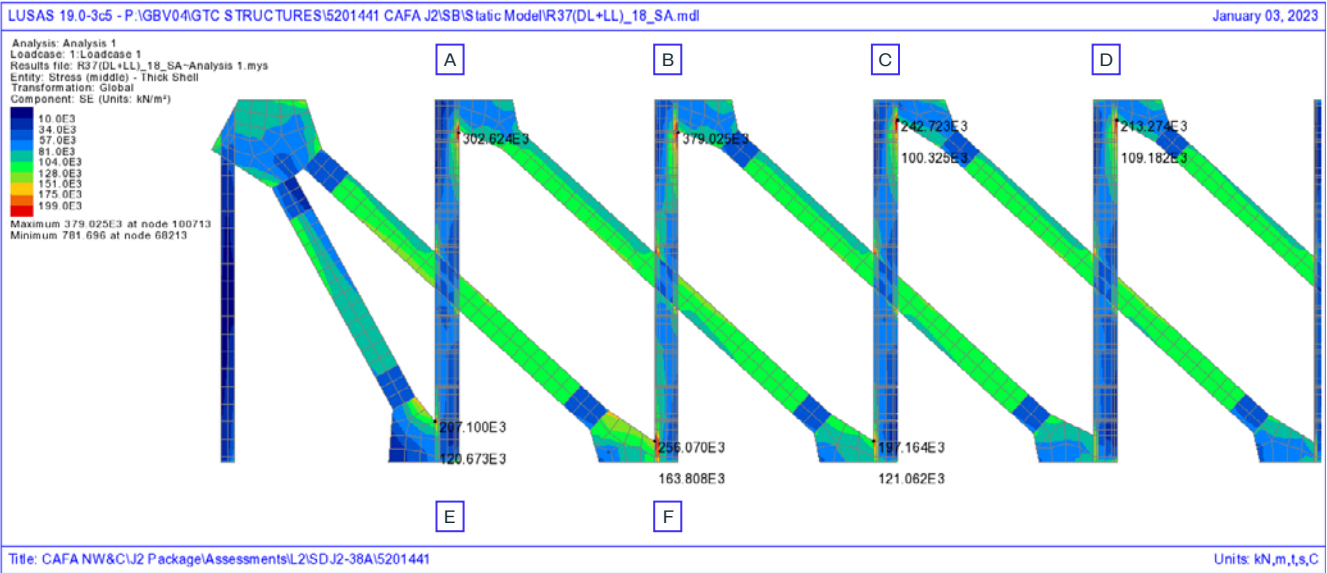 LUSAS 19.0-3c5 - P:\GBV04\GTC STRUCTURES\5201441 CAFA J2\SB\Static Model\R37(DL+LL)_18_SA.mdl January 03, 2023
Analysis: Analysis 1
Loadcase: 1:Loadcase 1
Results file: R37(DL+LL)_18_SA~Analysis 1.mys
Entity: Stress (middle) - Thick Shell
Transformation: Global
Component: SE (Units: kN/m²)
10.0E3
34.0E3
57.0E3
81.0E3
104.0E3
128.0E3
151.0E3
175.0E3
199.0E3
Maximum 379.025E3 at node 100713
Minimum 781.696 at node 68213
A B C D
302.624E3 379.025E3 242.723E3 213.274E3
100.325E3 109.182E3
207.100E3 256.070E3 197.164E3
120.673E3 163.808E3 121.062E3
E F
Title: CAFA NW&C\J2 Package\Assessments\L2\SDJ2-38A\5201441 Units: kN,m,t,s,C